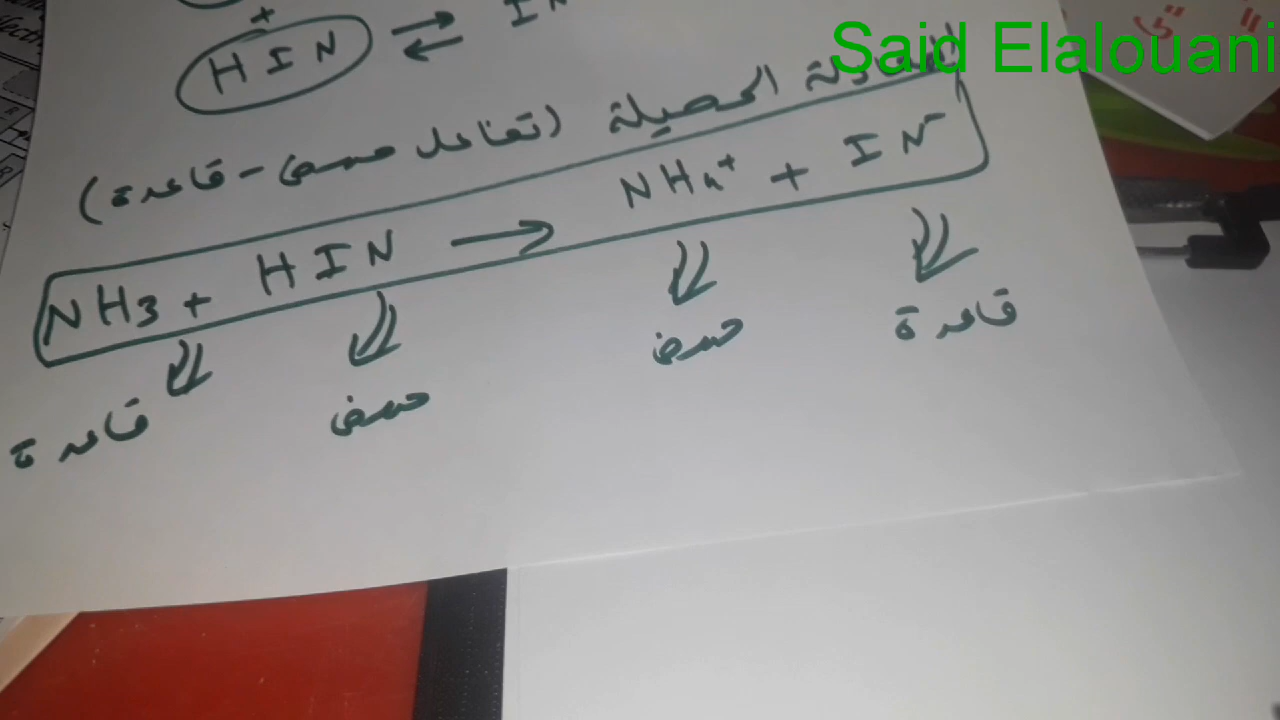 Said Elalouani
+
HIN ⇌ IN
المعادلة الحصيلة (تفاعل حمض-قاعدة)
NH3 + HIN → NH4+ + IN-
قاعدة حمض حمض قاعدة